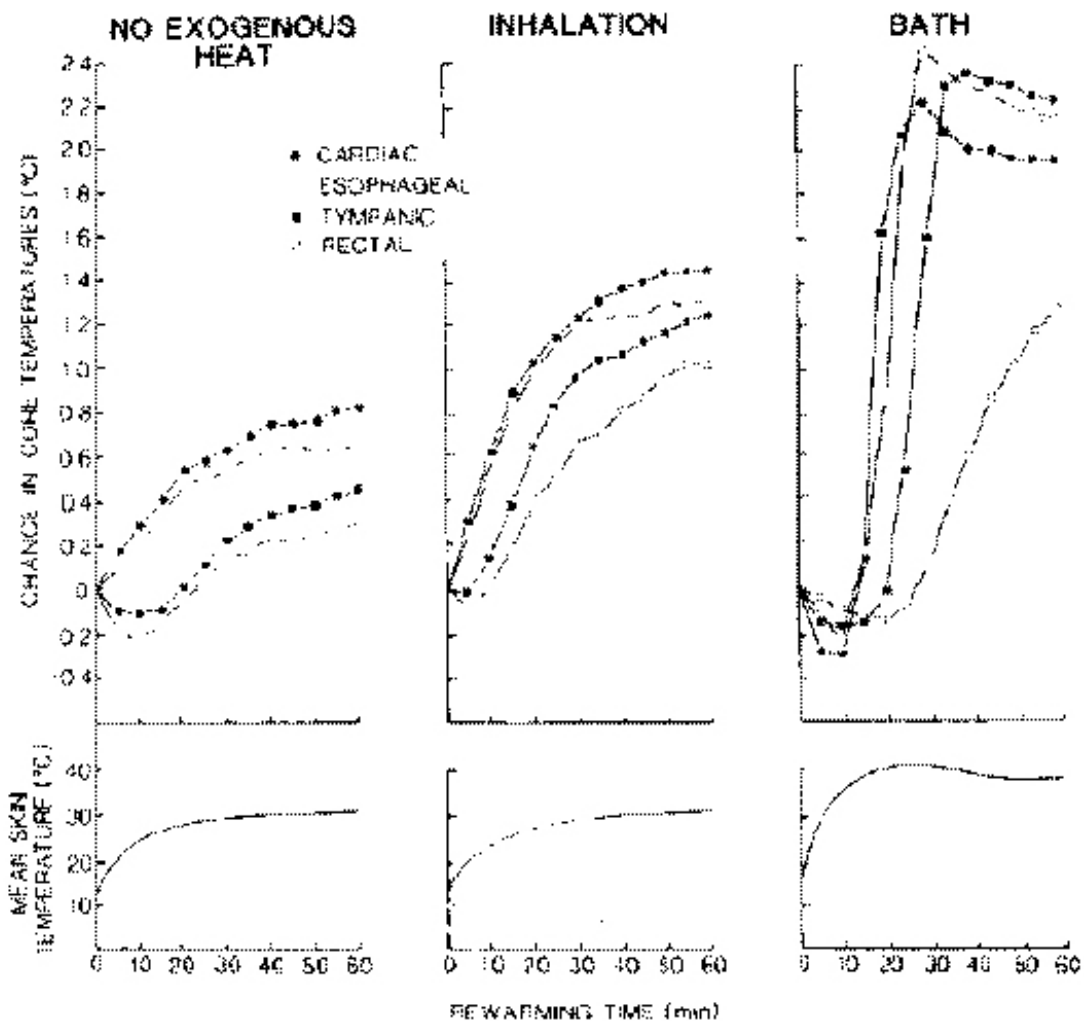 NO EXOGENOUS HEAT
INHALATION
BATH
CHANGE IN CORE TEMPERATURES (°C)
2.4
2.2
2.0
1.8
1.6
1.4
1.2
1.0
0.8
0.6
0.4
0.2
0
0.2
0.4
CARDIAC
ESOPHAGEAL
TYMPANIC
RECTAL
MEAN SKIN TEMPERATURE (°C)
40
30
20
10
0 10 20 30 40 50 60
0 10 20 30 40 50 60
0 10 20 30 40 50 60
REWARMING TIME (min)